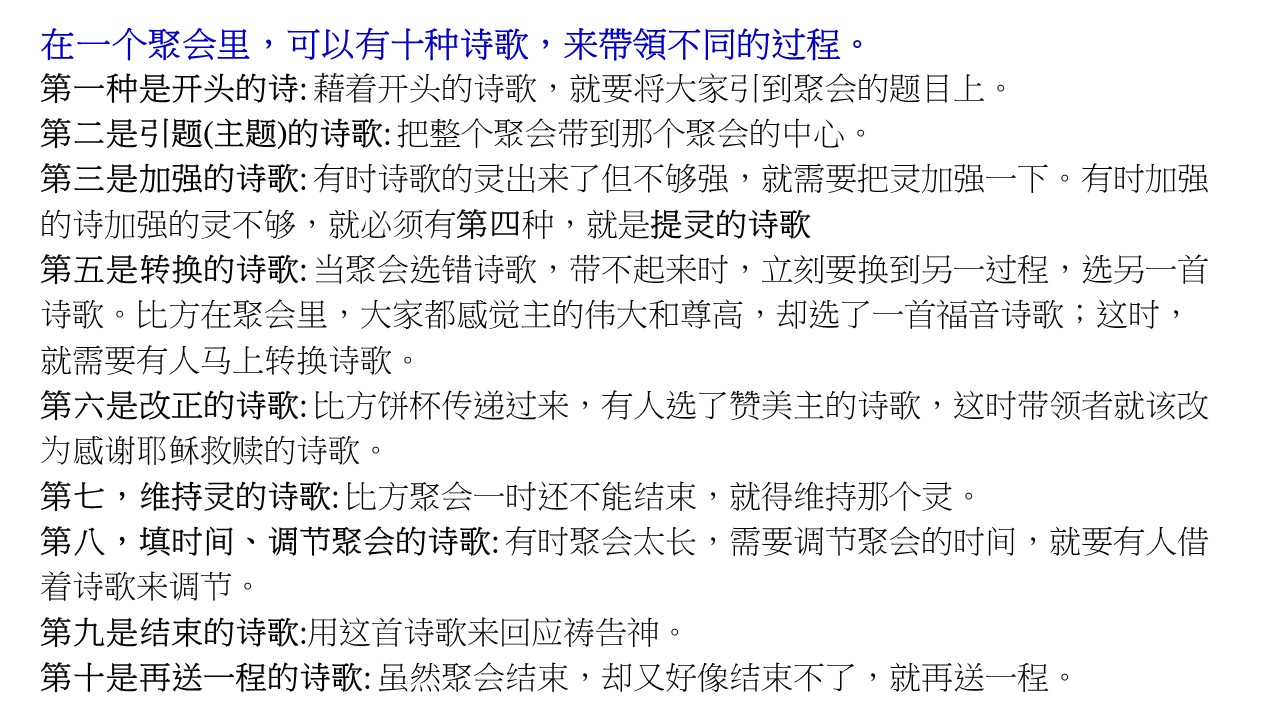 在一个聚会里，可以有十种诗歌，来帶領不同的过程。
第一种是开头的诗: 藉着开头的诗歌，就要将大家引到聚会的题目上。
第二是引题(主题)的诗歌: 把整个聚会带到那个聚会的中心。
第三是加强的诗歌: 有时诗歌的灵出来了但不够强，就需要把灵加强一下。有时加强
的诗加强的灵不够，就必须有第四种，就是提灵的诗歌
第五是转换的诗歌: 当聚会选错诗歌，带不起来时，立刻要换到另一过程，选另一首
诗歌。比方在聚会里，大家都感觉主的伟大和尊高，却选了一首福音诗歌；这时，
就需要有人马上转换诗歌。
第六是改正的诗歌: 比方饼杯传递过来，有人选了赞美主的诗歌，这时带领者就该改
为感谢耶稣救赎的诗歌。
第七，维持灵的诗歌: 比方聚会一时还不能结束，就得维持那个灵。
第八，填时间、调节聚会的诗歌: 有时聚会太长，需要调节聚会的时间，就要有人借
着诗歌来调节。
第九是结束的诗歌:用这首诗歌来回应祷告神。
第十是再送一程的诗歌: 虽然聚会结束，却又好像结束不了，就再送一程。